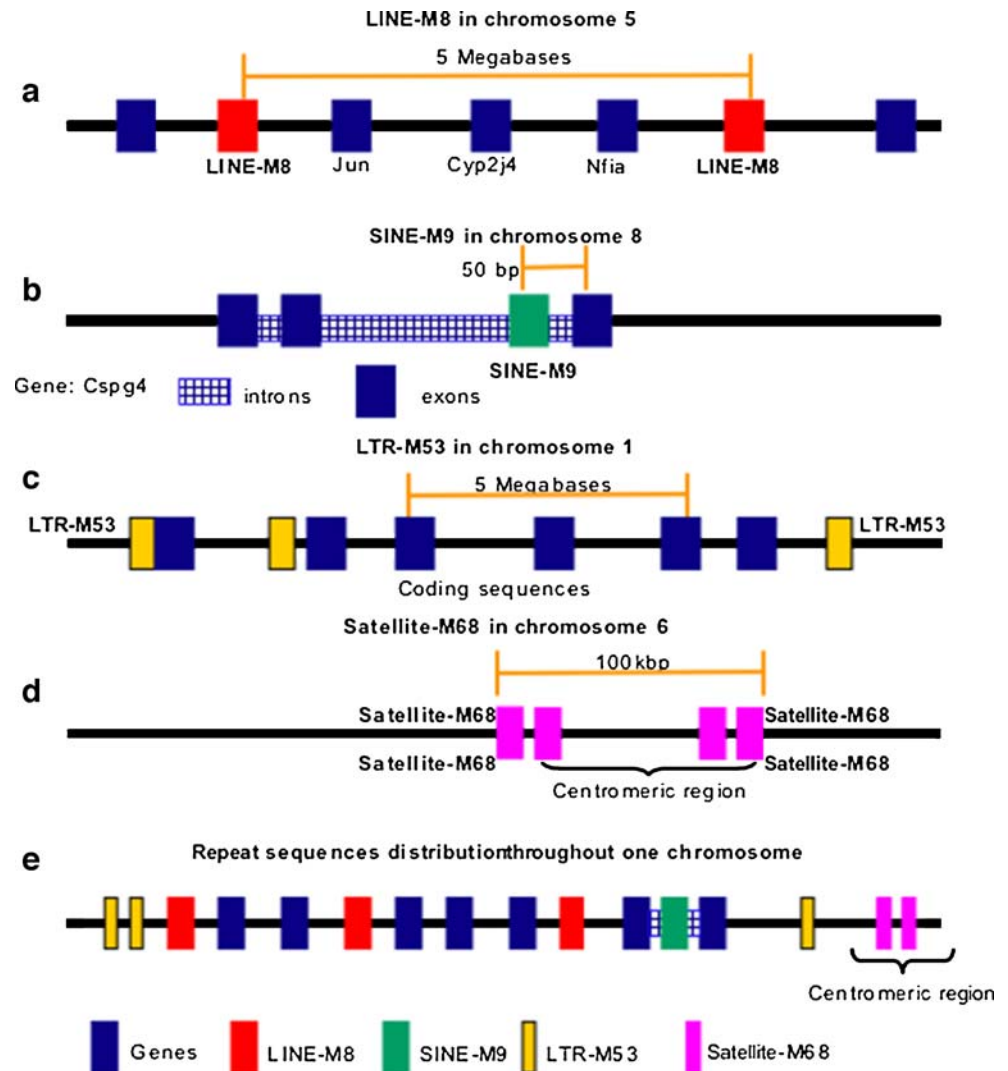 LINE-M8 in chromosome 5
5 Megabases
a
LINE-M8 Jun Cyp2j4 Nfia LINE-M8
SINE-M9 in chromosome 8
50 bp
b
SINE-M9
Gene: Cspg4 introns exons
LTR-M53 in chromosome 1
c
5 Megabases
LTR-M53 LTR-M53
Coding sequences
Satellite-M68 in chromosome 6
100 kbp
d
Satellite-M68 Satellite-M68
Satellite-M68 Satellite-M68
Centromeric region
e
Repeat sequences distributionthroughout one chromosome
Centromeric region
Genes LINE-M8 SINE-M9 LTR-M53 Satellite-M68